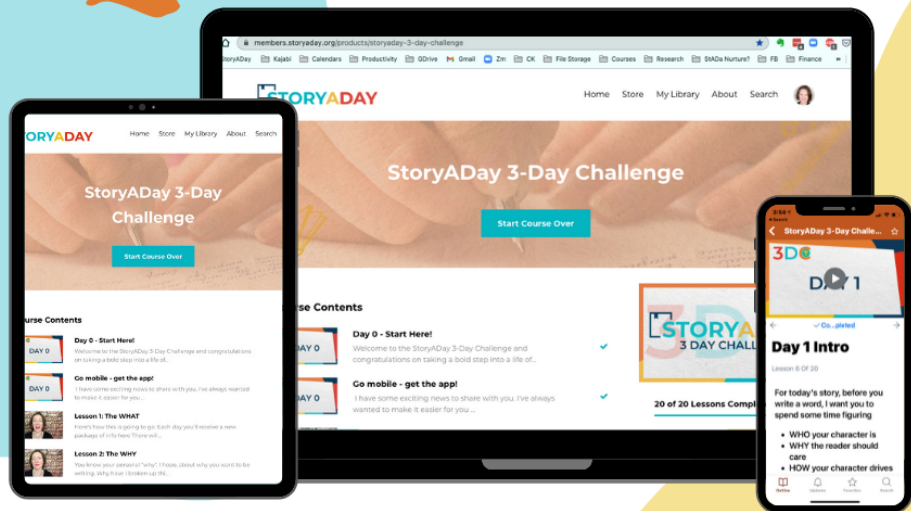 members.storyaday.org/products/storyaday-3-day-challenge
StoryADay Kajabi Calendars Productivity GDrive Gmail Zm CK File Storage Courses Research StADa Nurture? FB Finance »
STORYADAY
Home Store My Library About Search
StoryADay 3-Day Challenge
Start Course Over
Course Contents
DAY 0
Day 0 - Start Here!
Welcome to the StoryADay 3 Day Challenge and
congratulations on taking a bold step into a life of...
DAY 0
Go mobile - get the app!
I have some exciting news to share with you. I've always
wanted to make it easier for you ...
STORYA
3 DAY CHALL
20 of 20 Lessons Compl
ORYADAY
Home Store My Library About Search
StoryADay 3-Day
Challenge
Start Course Over
urse Contents
DAY 0
Day 0 - Start Here!
Welcome to the StoryADay 3 Day Challenge and congratulations
on taking a bold step into a life of...
DAY 0
Go mobile - get the app!
I have some exciting news to share with you. I've always wanted
to make it easier for you ...
Lesson 1: The WHAT
Here's how this is going to go. Each day you'll receive a new
package of info here There will...
Lesson 2: The WHY
You know your personal "why", I hope, about why you want to be
writing.
3:50
Search
StoryADay 3-Day Challe...
3DC
DAY 1
Co...pleted
Day 1 Intro
Lesson 6 Of 20
For today's story, before you
write a word, I want you to
spend some time figuring
• WHO your character is
• WHY the reader should
care
• HOW your character drives
Outline Updates Favorites Search